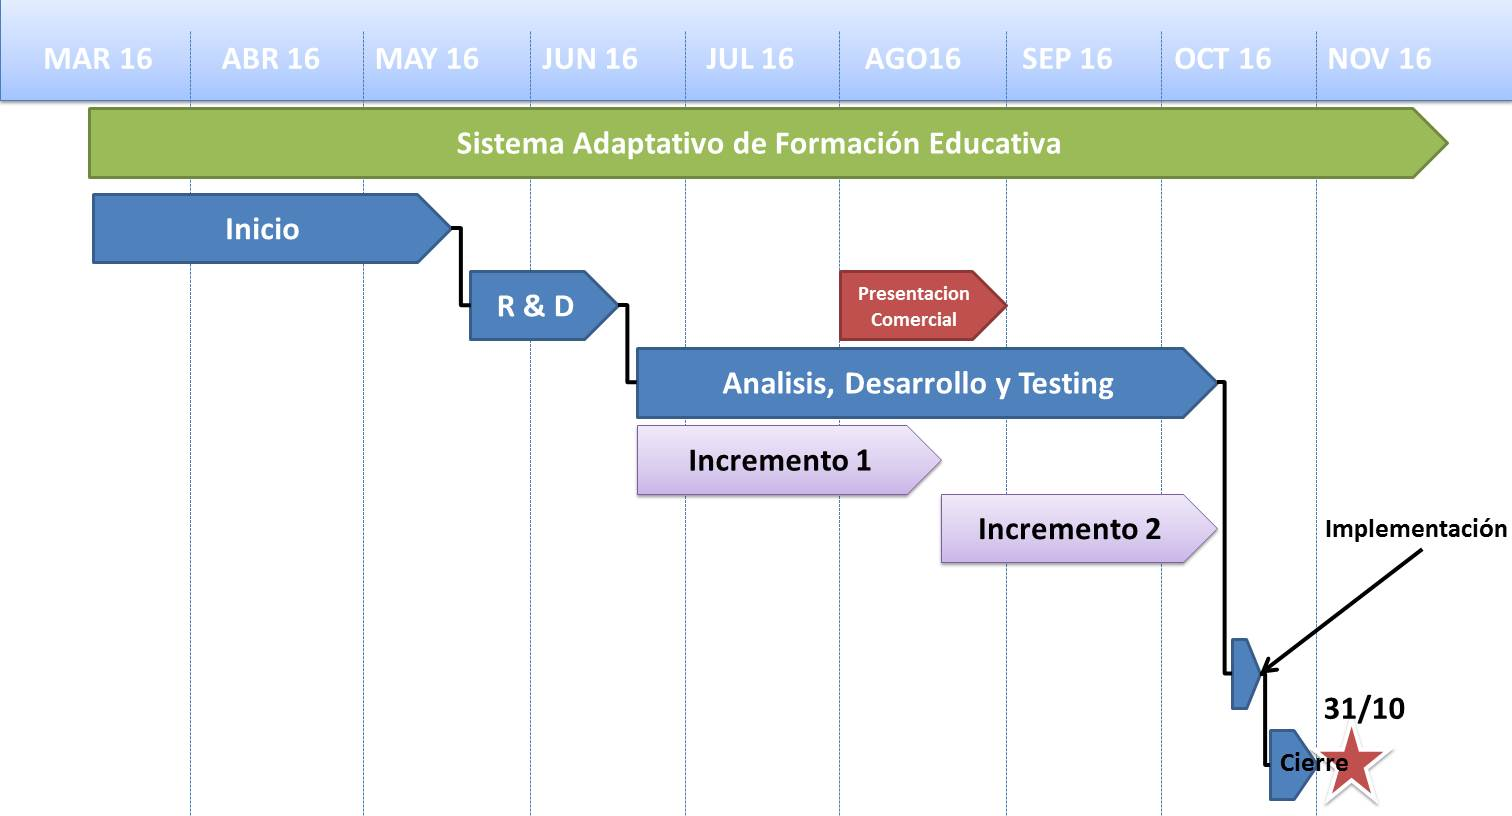 MAR 16 ABR 16 MAY 16 JUN 16 JUL 16 AGO16 SEP 16 OCT 16 NOV 16
Sistema Adaptativo de Formación Educativa
Inicio
R & D
Presentacion
Comercial
Analisis, Desarrollo y Testing
Incremento 1
Incremento 2
Implementación
31/10
Cierre